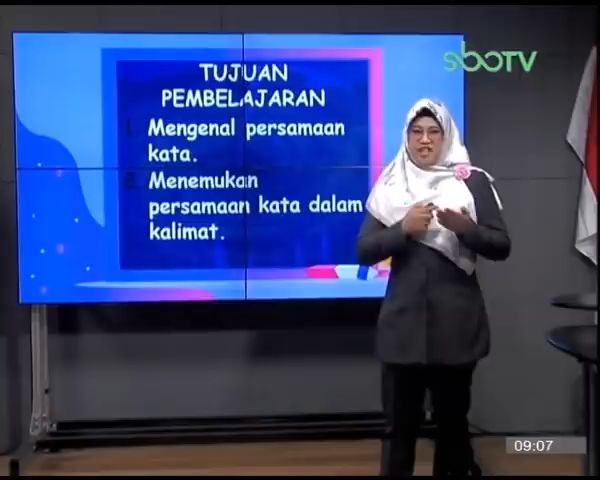 sboTV
TUJUAN
PEMBELAJARAN
1. Mengenal persamaan
kata.
2. Menemukan
persamaan kata dalam
kalimat.
09:07